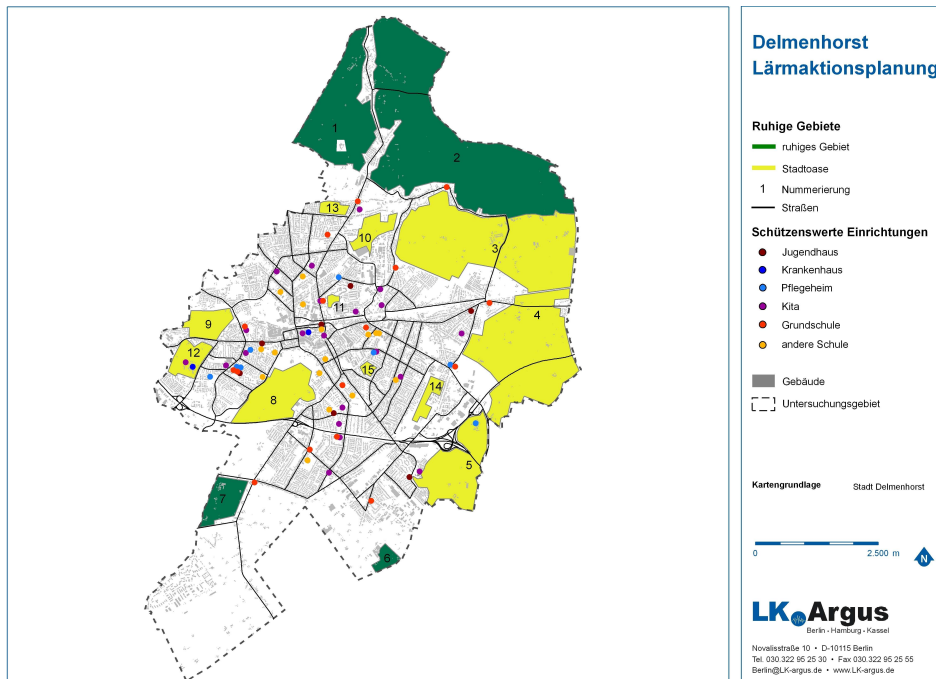 Delmenhorst
Lärmaktionsplanung
Ruhige Gebiete
ruhiges Gebiet
Stadtoase
1 Nummerierung
Straßen
Schützenswerte Einrichtungen
Jugendhaus
Krankenhaus
Pflegeheim
Kita
Grundschule
andere Schule
Gebäude
Untersuchungsgebiet
Kartengrundlage Stadt Delmenhorst
0 2.500 m
N
LK Argus
Berlin • Hamburg • Kassel
Novalisstraße 10 • D-10115 Berlin
Tel. 030.322 95 25 30 • Fax 030.322 95 25 55
Berlin@LK-argus.de • www.LK-argus.de
1
2
13
10
3
11
4
9
12
15
14
8
5
7
6